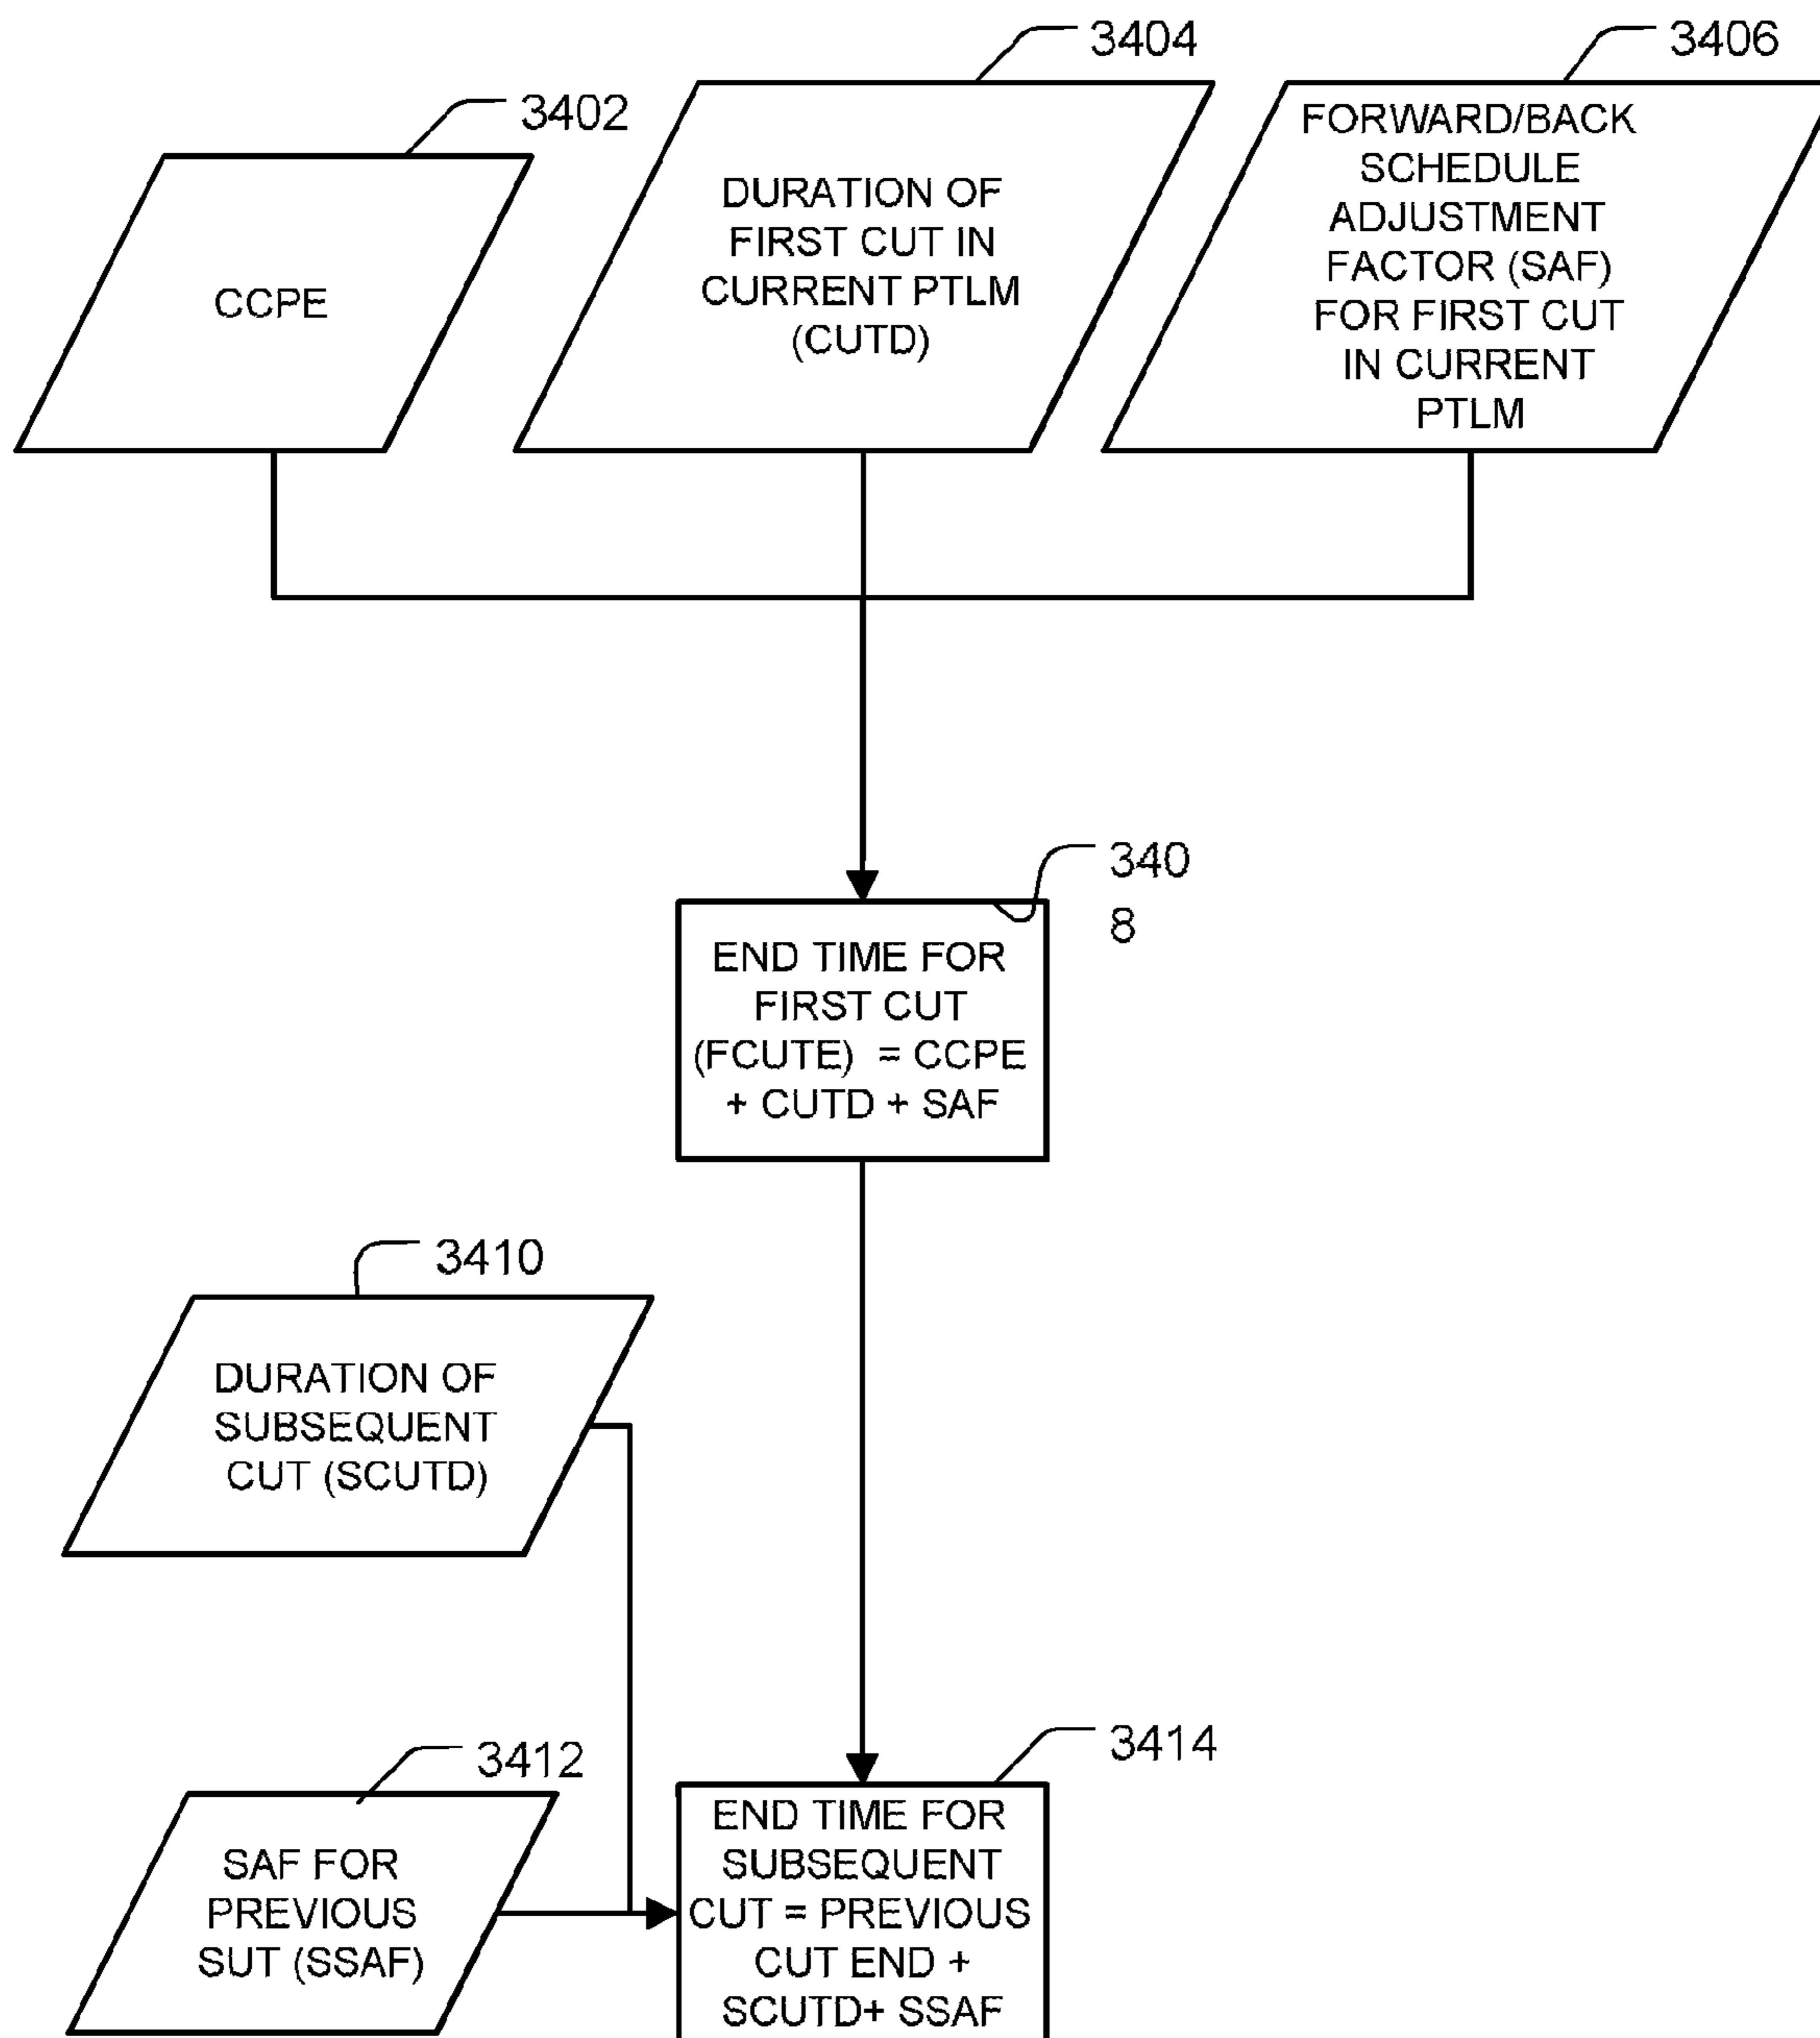 3402
CCPE
3404
DURATION OF
FIRST CUT IN
CURRENT PTLM
(CUTD)
3406
FORWARD/BACK
SCHEDULE
ADJUSTMENT
FACTOR (SAF)
FOR FIRST CUT
IN CURRENT
PTLM
340
8
END TIME FOR
FIRST CUT
(FCUTE) = CCPE
+ CUTD + SAF
3410
DURATION OF
SUBSEQUENT
CUT (SCUTD)
3412
SAF FOR
PREVIOUS
SUT (SSAF)
3414
END TIME FOR
SUBSEQUENT
CUT = PREVIOUS
CUT END +
SCUTD+ SSAF